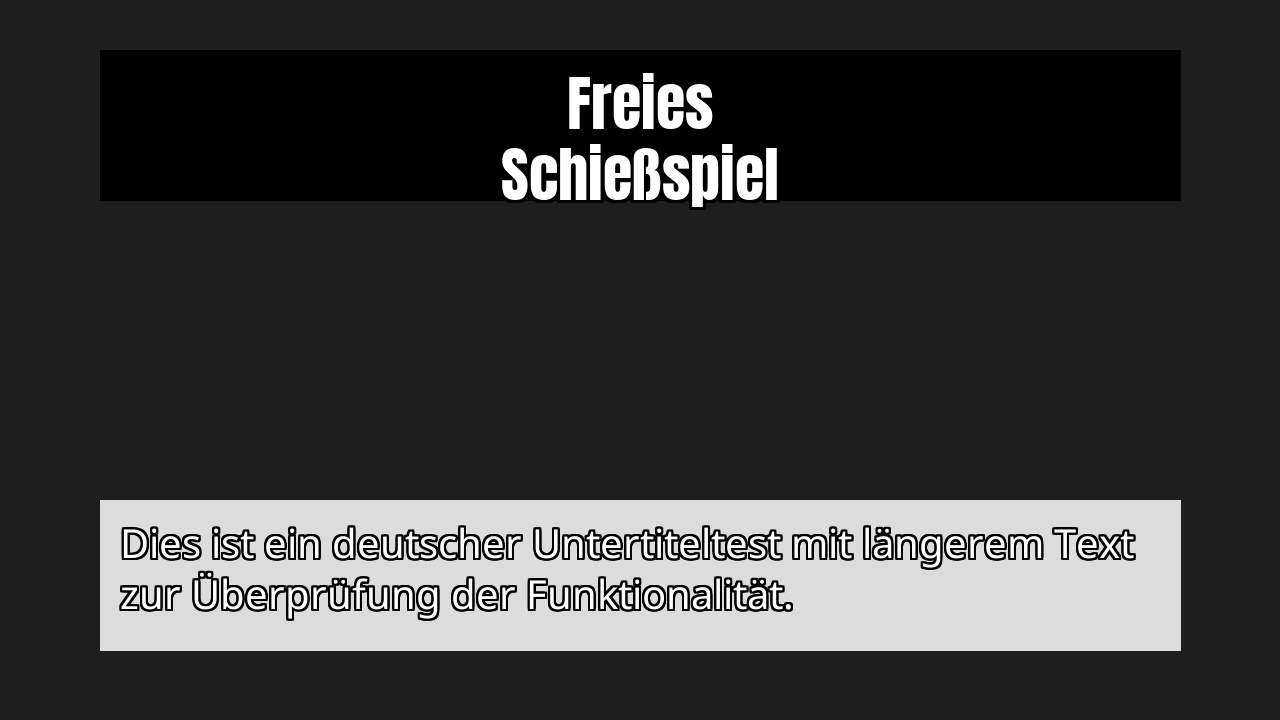 Freies
Schießspiel
Dies ist ein deutscher Untertiteltest mit längerem Text
zur Überprüfung der Funktionalität.